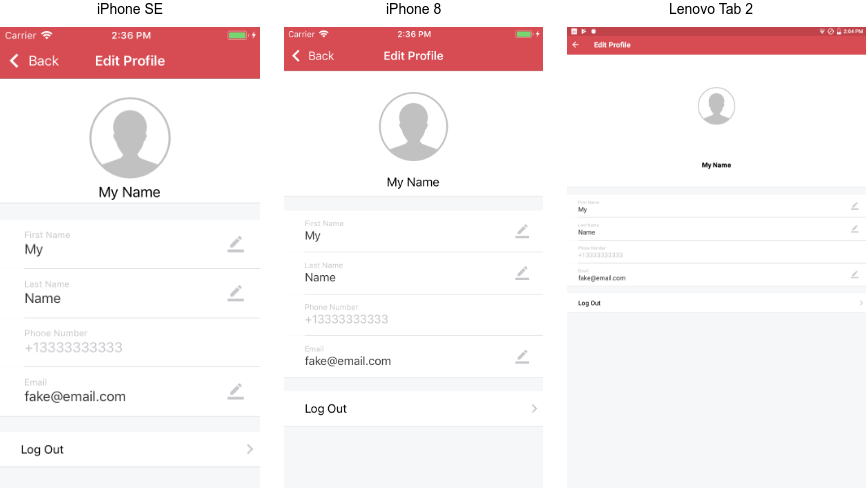 iPhone SE
Carrier 2:36 PM
Back Edit Profile
My Name
First Name
My
Last Name
Name
Phone Number
+13333333333
Email
fake@email.com
Log Out
iPhone 8
Carrier 2:36 PM
Back Edit Profile
My Name
First Name
My
Last Name
Name
Phone Number
+13333333333
Email
fake@email.com
Log Out
Lenovo Tab 2
2:04 PM
Edit Profile
My Name
First Name
My
Last Name
Name
Phone Number
+13333333333
Email
fake@email.com
Log Out